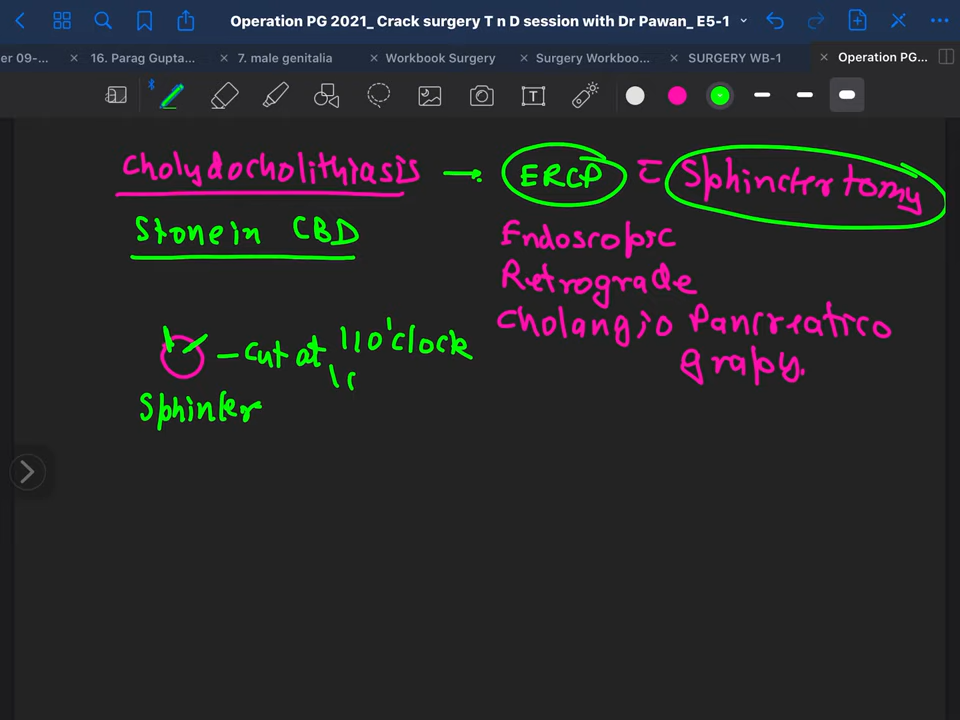 Operation PG 2021_ Crack surgery T n D session with Dr Pawan_ E5-1
er 09-...
16. Parag Gupta...
7. male genitalia
Workbook Surgery
Surgery Workboo...
SURGERY WB-1
Operation PG...
Cholydocholithiasis → ERCP c̄ Sphinctertomy
Stone in CBD
Endoscopic
Retrograde
Cholangio Pancreatico
grapy.
– Cut at 11 o'clock
Sphinter